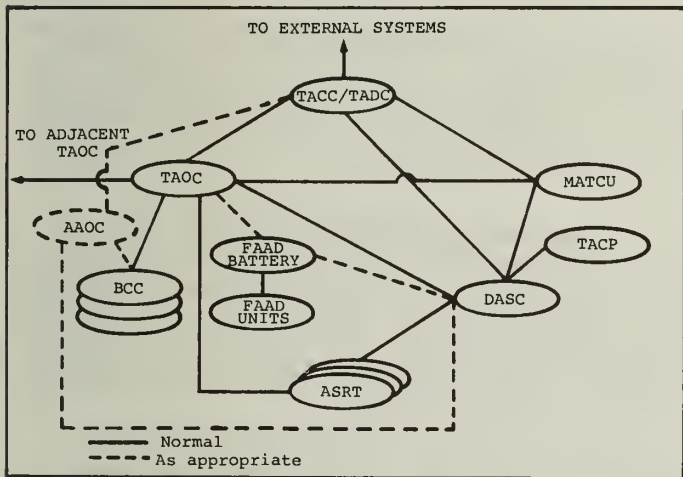 TO EXTERNAL SYSTEMS
TACC/TADC
TO ADJACENT
TAOC
TAOC
MATCU
AAOC
TACP
FAAD
BATTERY
BCC
FAAD
UNITS
DASC
ASRT
Normal
As appropriate